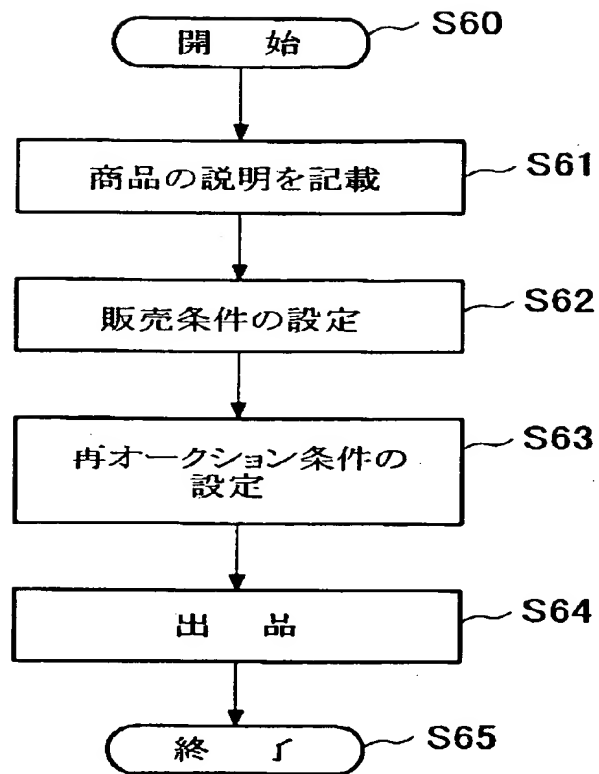 開 始 S60
商品の説明を記載 S61
販売条件の設定 S62
再オークション条件の S63
設定
出 品 S64
終 了 S65